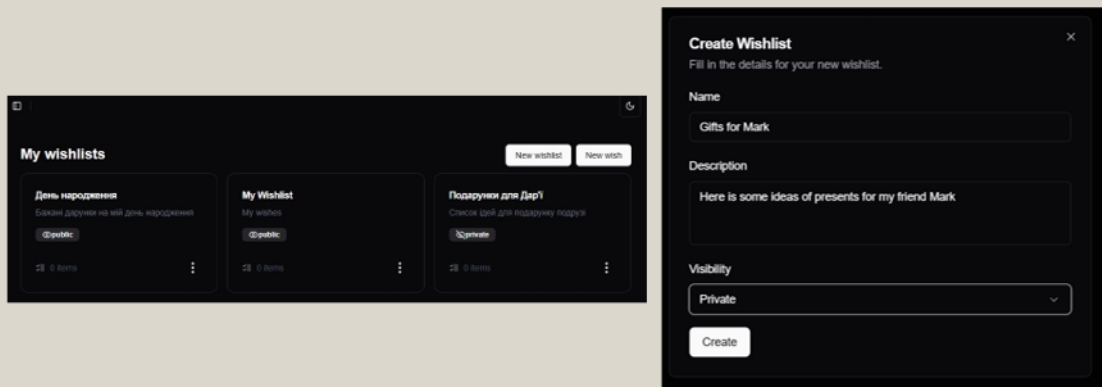 My wishlists
New wishlist
New wish
День народження
Бажані дарунки на мій день народження
public
0 items
My Wishlist
My wishes
public
0 items
Подарунки для Дар'ї
Список ідей для подарунку подрузі
private
0 items
Create Wishlist
Fill in the details for your new wishlist.
Name
Gifts for Mark
Description
Here is some ideas of presents for my friend Mark
Visibility
Private
Create